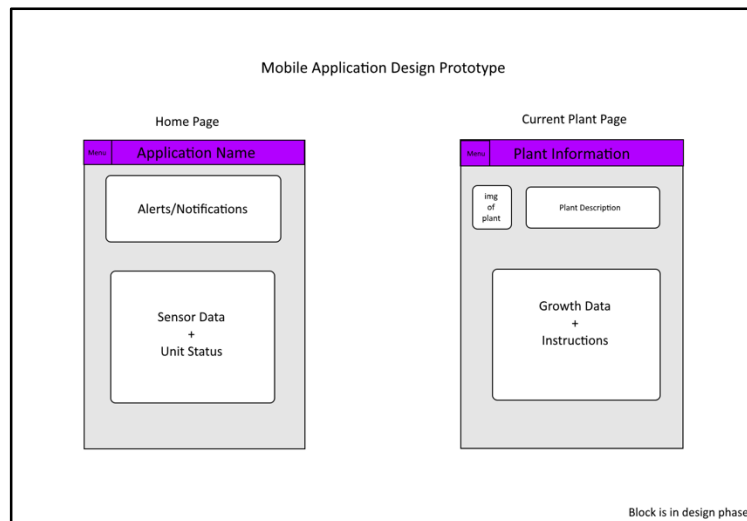 Mobile Application Design Prototype
Home Page
Menu
Application Name
Alerts/Notifications
Sensor Data
+
Unit Status
Current Plant Page
Menu
Plant Information
img
of
plant
Plant Description
Growth Data
+
Instructions
Block is in design phase